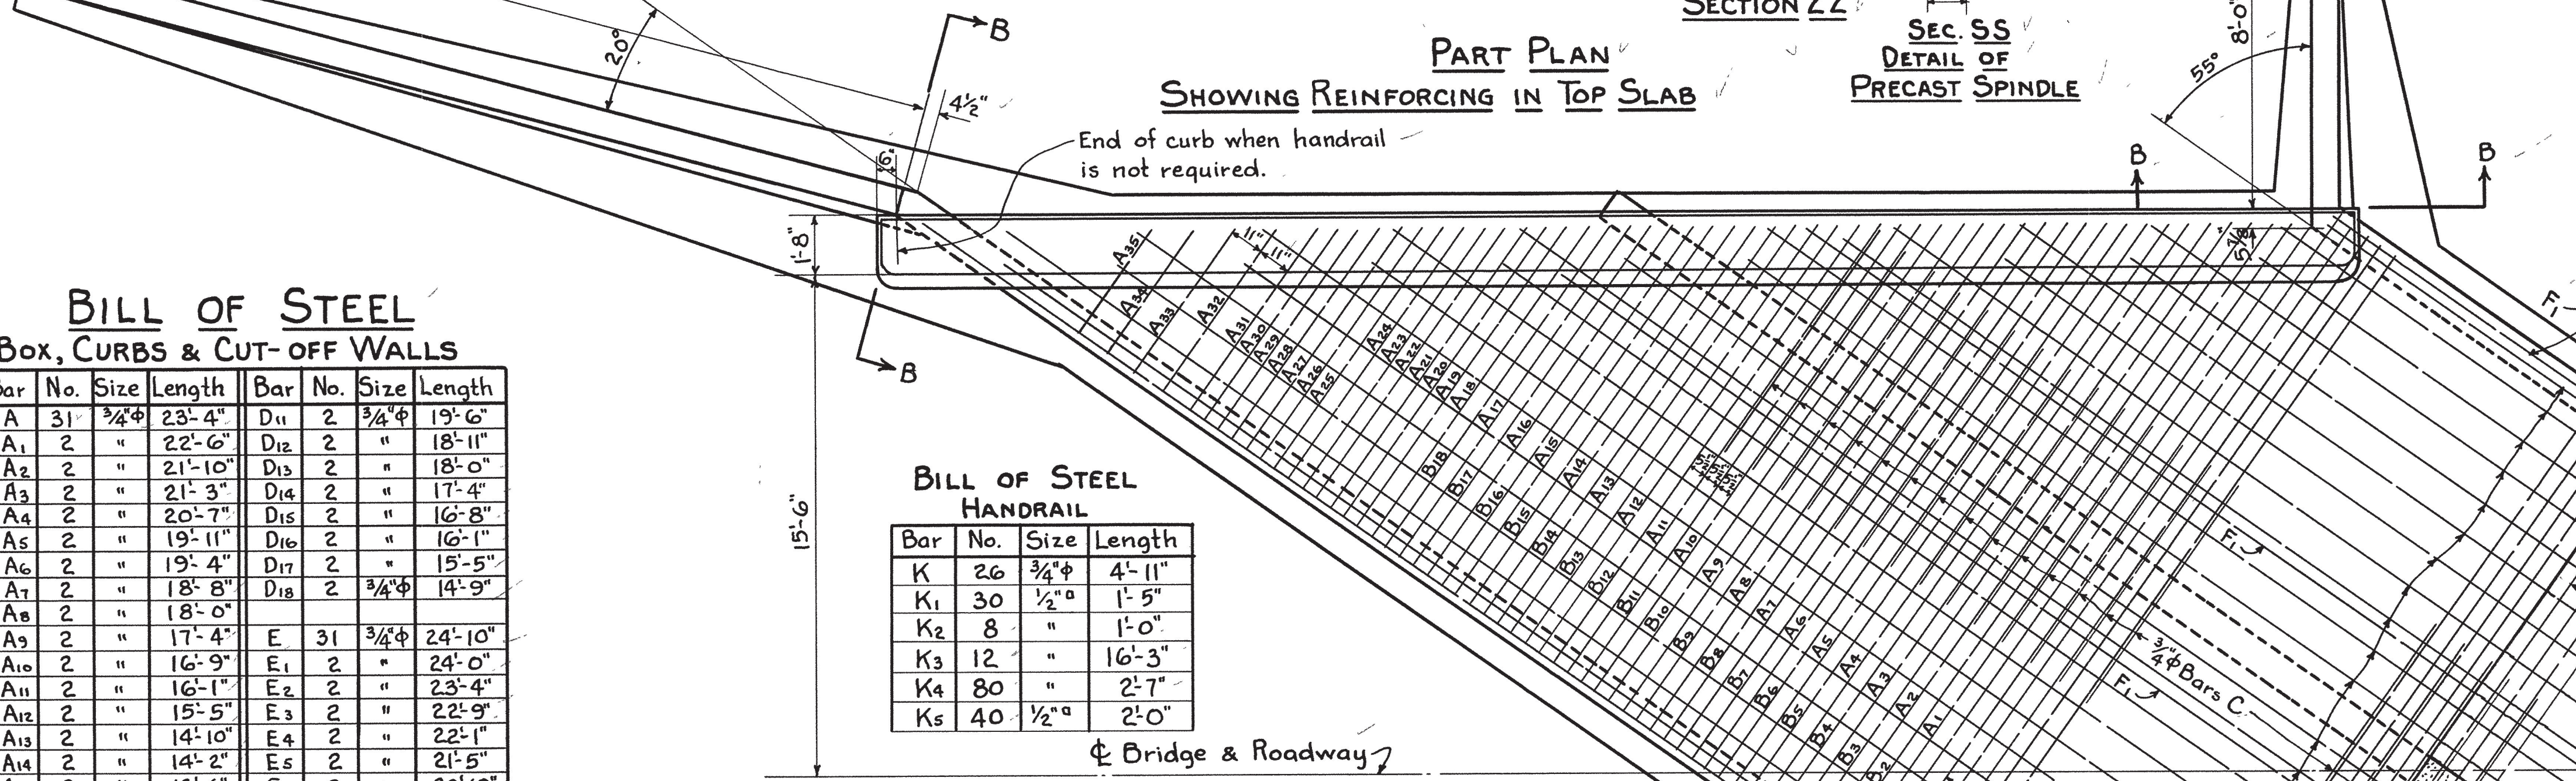 SECTION ZZ
SEC. SS
DETAIL OF
PRECAST SPINDLE
PART PLAN
SHOWING REINFORCING IN TOP SLAB
End of curb when handrail
is not required.
20°
B
4½"
6"
8'-0"
55°
B
B
1'-8"
11"
11"
5⅞"
B
15'-6"
A35
A34
A33
A32
A31
A30
A29
A28
A27
A26
A25
A24
A23
A22
A21
A20
A19
A18
A17
A16
A15
A14
A13
A12
A11
A10
A9
A8
A7
A6
A5
A4
A3
A2
A1
B18
B17
B16
B15
B14
B13
B12
B11
B10
B9
B8
B7
B6
B5
B4
B3
B2
F1
F1
F1
¾"ϕ Bars C
BILL OF STEEL
BOX, CURBS & CUT-OFF WALLS
Bar No. Size Length Bar No. Size Length
A 31 ¾"ϕ 23'-4" D11 2 ¾"ϕ 19'-6"
A1 2 " 22'-6" D12 2 " 18'-11"
A2 2 " 21'-10" D13 2 " 18'-0"
A3 2 " 21'-3" D14 2 " 17'-4"
A4 2 " 20'-7" D15 2 " 16'-8"
A5 2 " 19'-11" D16 2 " 16'-1"
A6 2 " 19'-4" D17 2 " 15'-5"
A7 2 " 18'-8" D18 2 ¾"ϕ 14'-9"
A8 2 " 18'-0"
A9 2 " 17'-4" E 31 ¾"ϕ 24'-10"
A10 2 " 16'-9" E1 2 " 24'-0"
A11 2 " 16'-1" E2 2 " 23'-4"
A12 2 " 15'-5" E3 2 " 22'-9"
A13 2 " 14'-10" E4 2 " 22'-1"
A14 2 " 14'-2" E5 2 " 21'-5"
BILL OF STEEL
HANDRAIL
Bar No. Size Length
K 26 ¾"ϕ 4'-11"
K1 30 ½"□ 1'-5"
K2 8 " 1'-0"
K3 12 " 16'-3"
K4 80 " 2'-7"
K5 40 ½"□ 2'-0"
℄ Bridge & Roadway